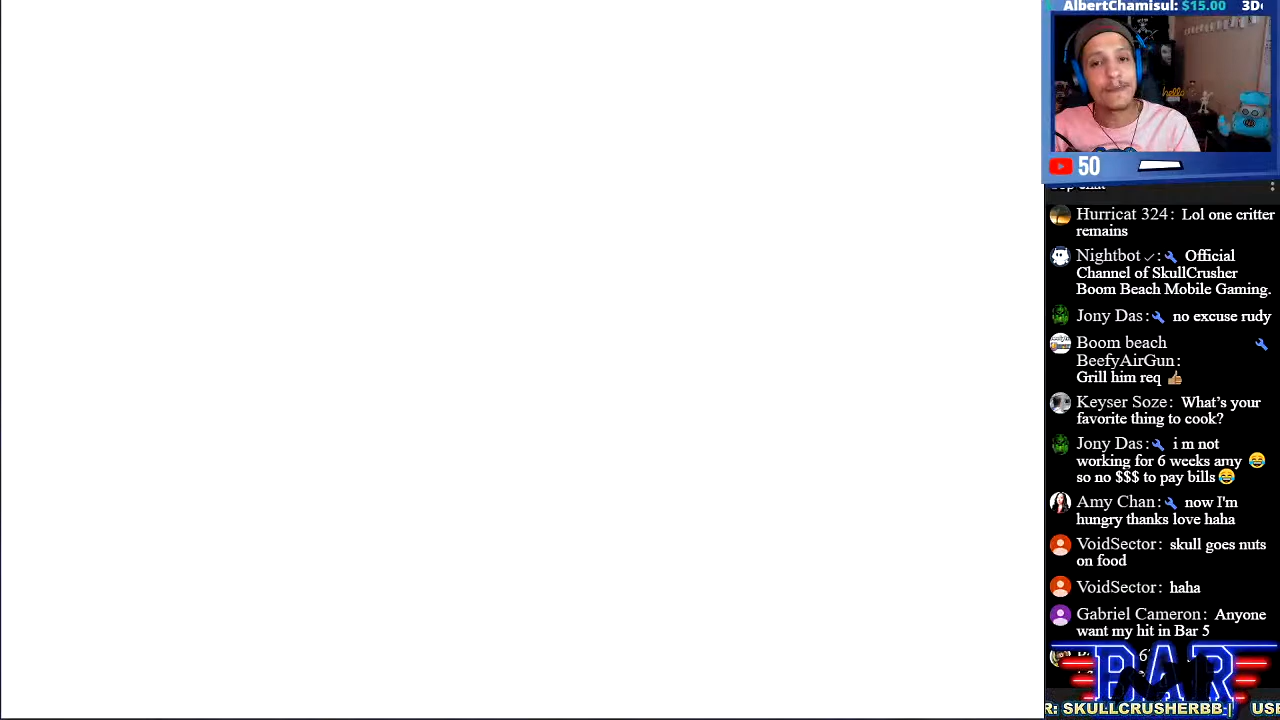 AlbertChamisul: $15.00 3D
hello
50
Hurricat 324: Lol one critter
remains
Nightbot ✓: Official
Channel of SkullCrusher
Boom Beach Mobile Gaming.
Jony Das: no excuse rudy
Boom beach
BeefyAirGun:
Grill him req 👍🏽
Keyser Soze: What's your
favorite thing to cook?
Jony Das: i m not
working for 6 weeks amy 😂
so no $$$ to pay bills 😂
Amy Chan: now I'm
hungry thanks love haha
VoidSector: skull goes nuts
on food
VoidSector: haha
Gabriel Cameron: Anyone
want my hit in Bar 5
BAR
R: SKULLCRUSHERBB-| USE